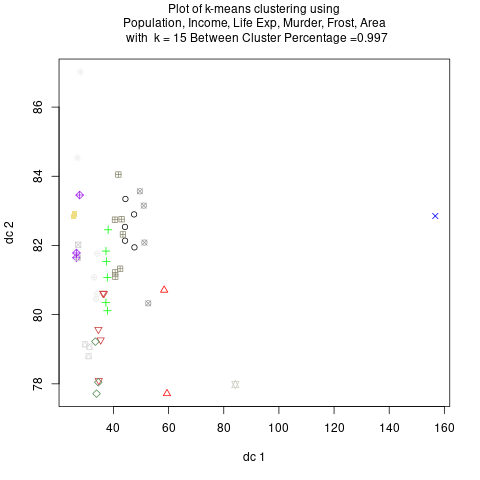 Plot of k-means clustering using
Population, Income, Life Exp, Murder, Frost, Area
with k = 15 Between Cluster Percentage =0.997
dc 2
86
84
82
80
78
40
60
80
100
120
140
160
dc 1